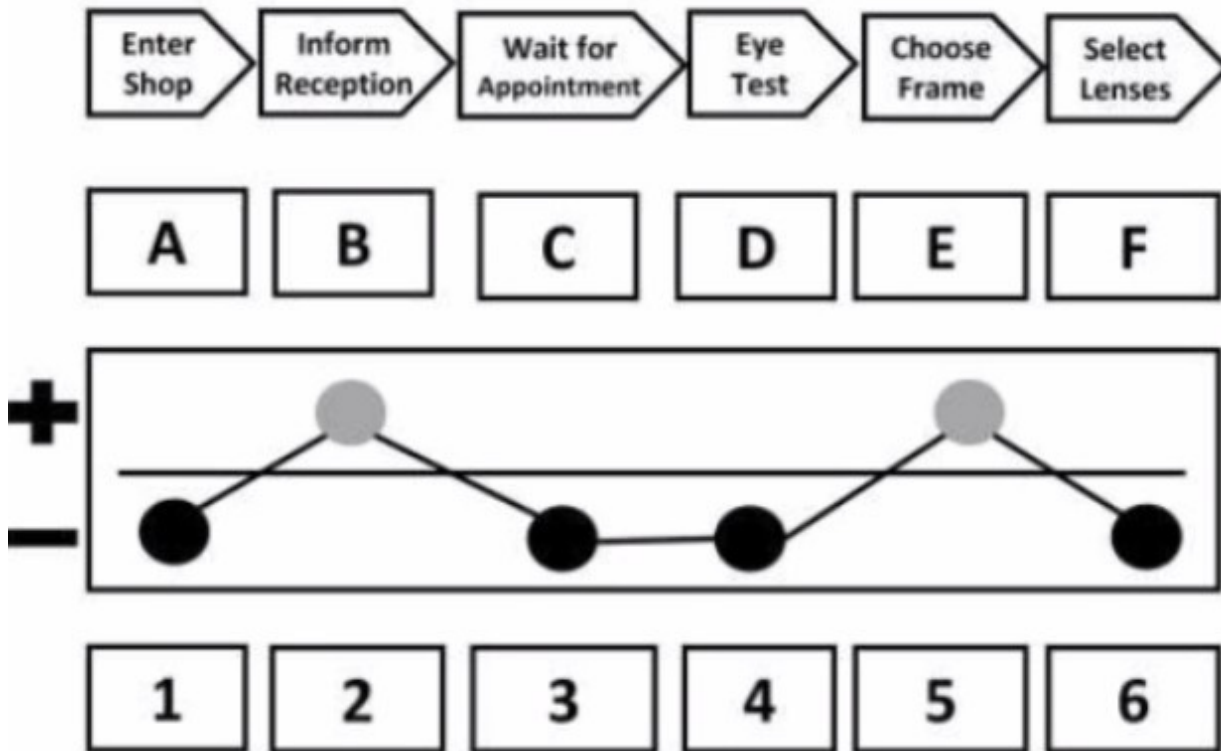 Enter
Shop
Inform
Reception
Wait for
Appointment
Eye
Test
Choose
Frame
Select
Lenses
A B C D E F
+
–
1 2 3 4 5 6